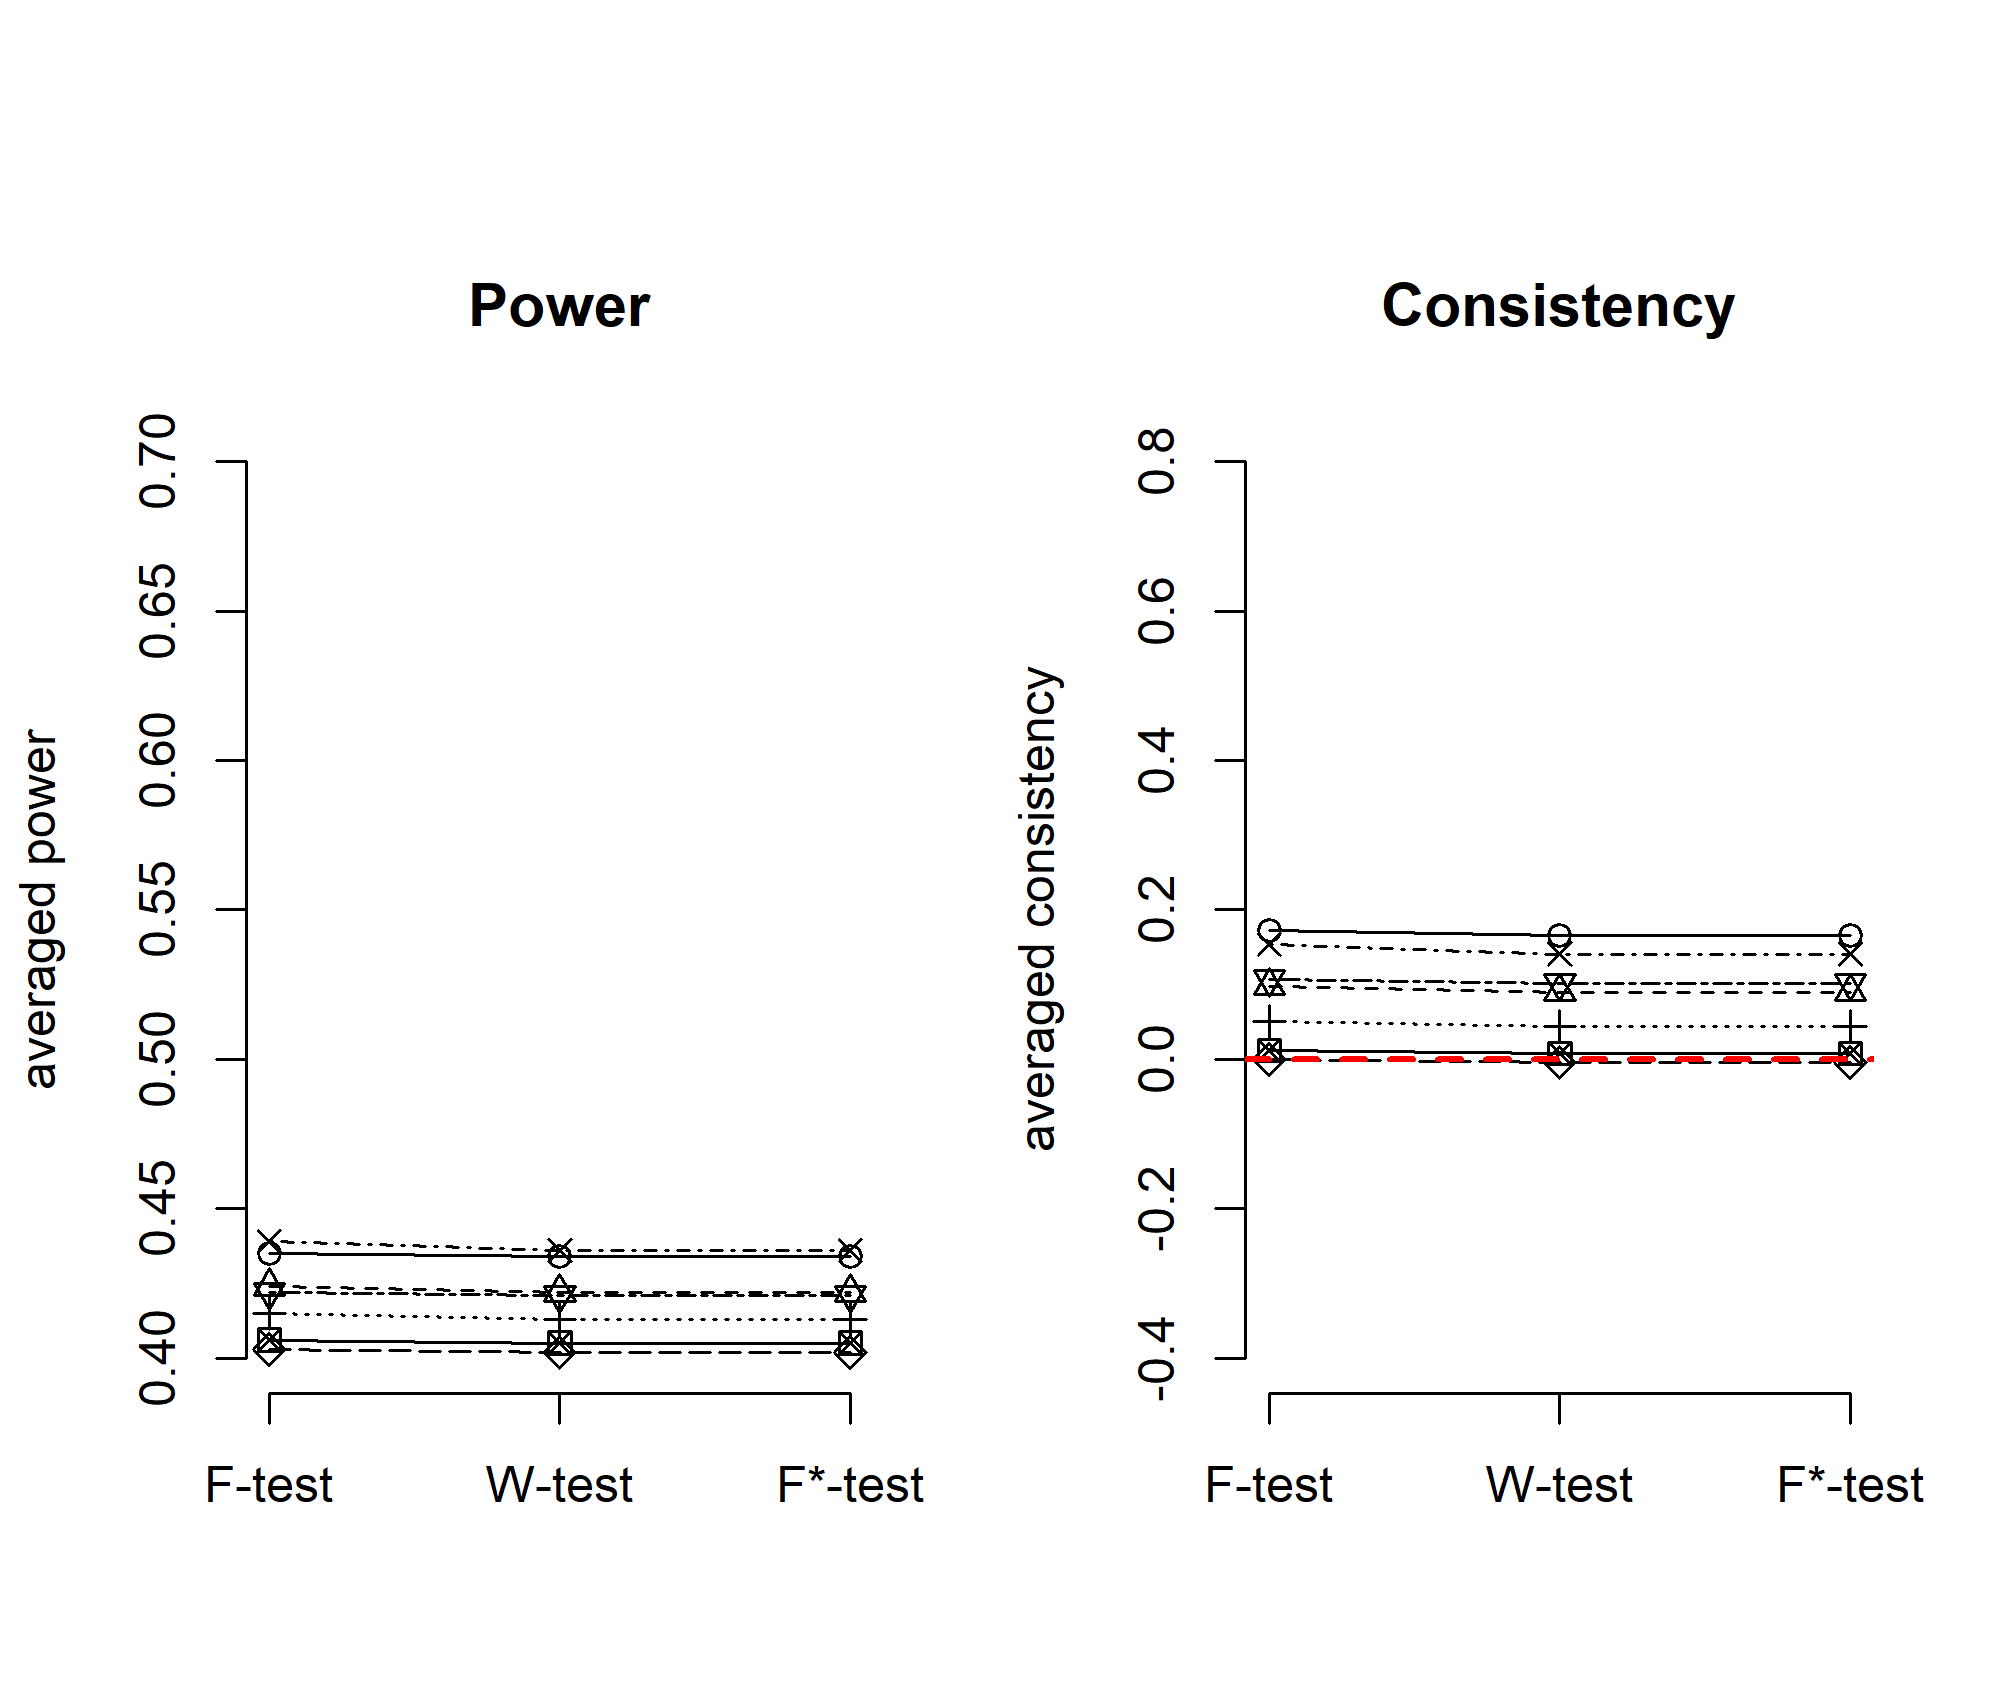 Power
averaged power
0.70
0.65
0.60
0.55
0.50
0.45
0.40
F-test W-test F*-test
Consistency
averaged consistency
0.8
0.6
0.4
0.2
0.0
-0.2
-0.4
F-test W-test F*-test